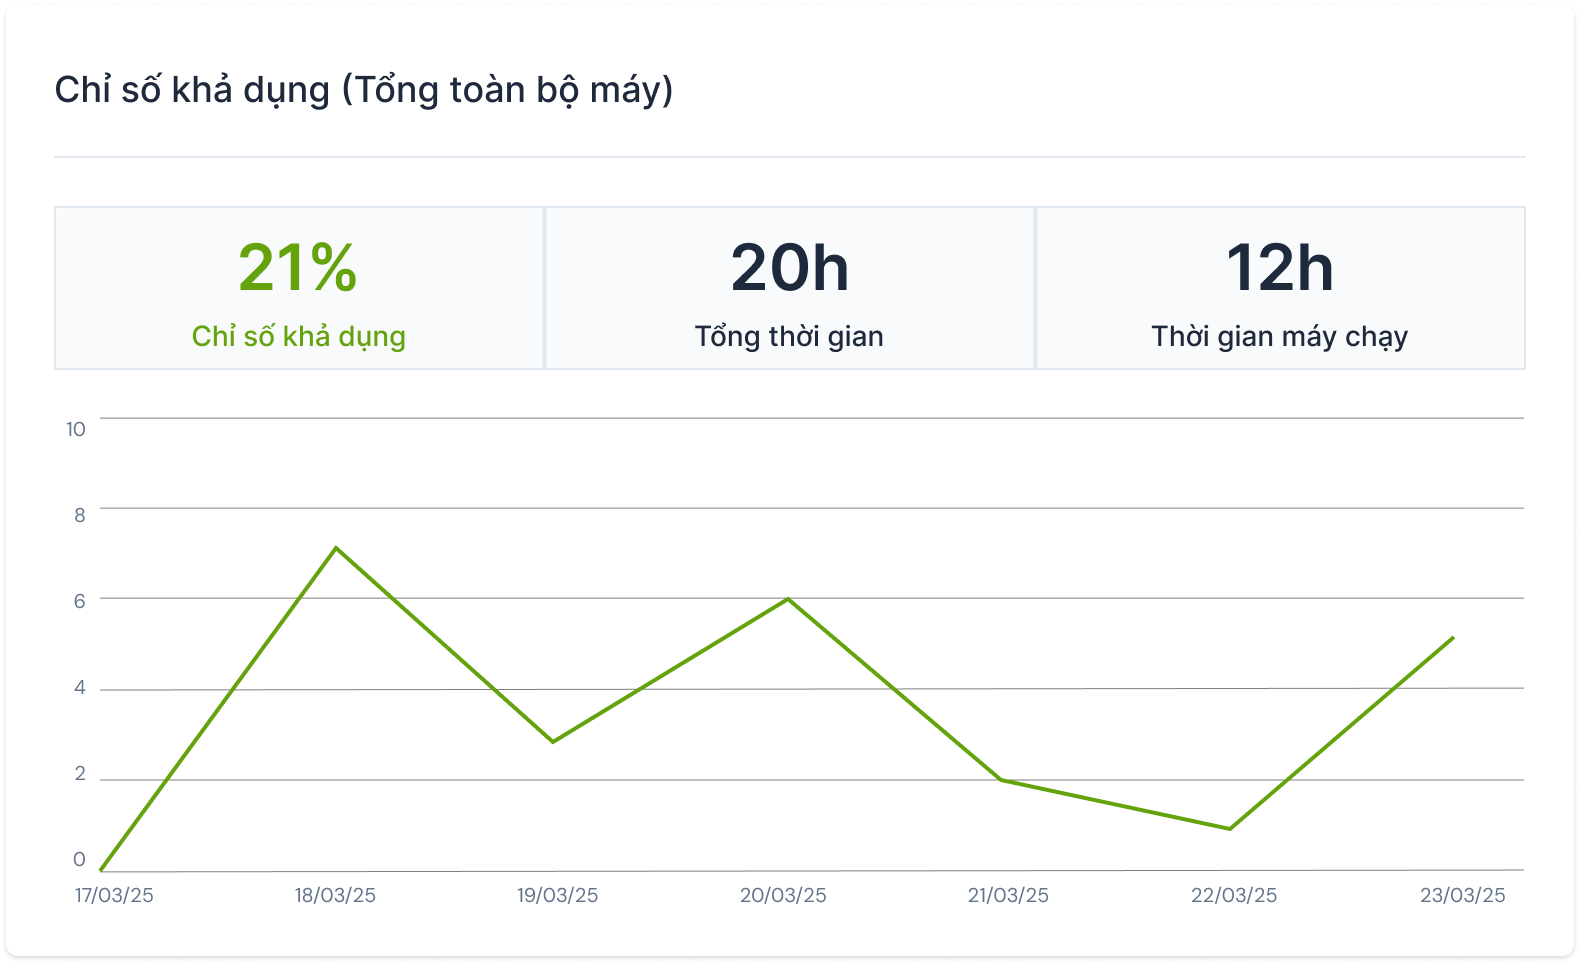 Chỉ số khả dụng (Tổng toàn bộ máy)
21%
Chỉ số khả dụng
20h
Tổng thời gian
12h
Thời gian máy chạy
10
8
6
4
2
0
17/03/25
18/03/25
19/03/25
20/03/25
21/03/25
22/03/25
23/03/25